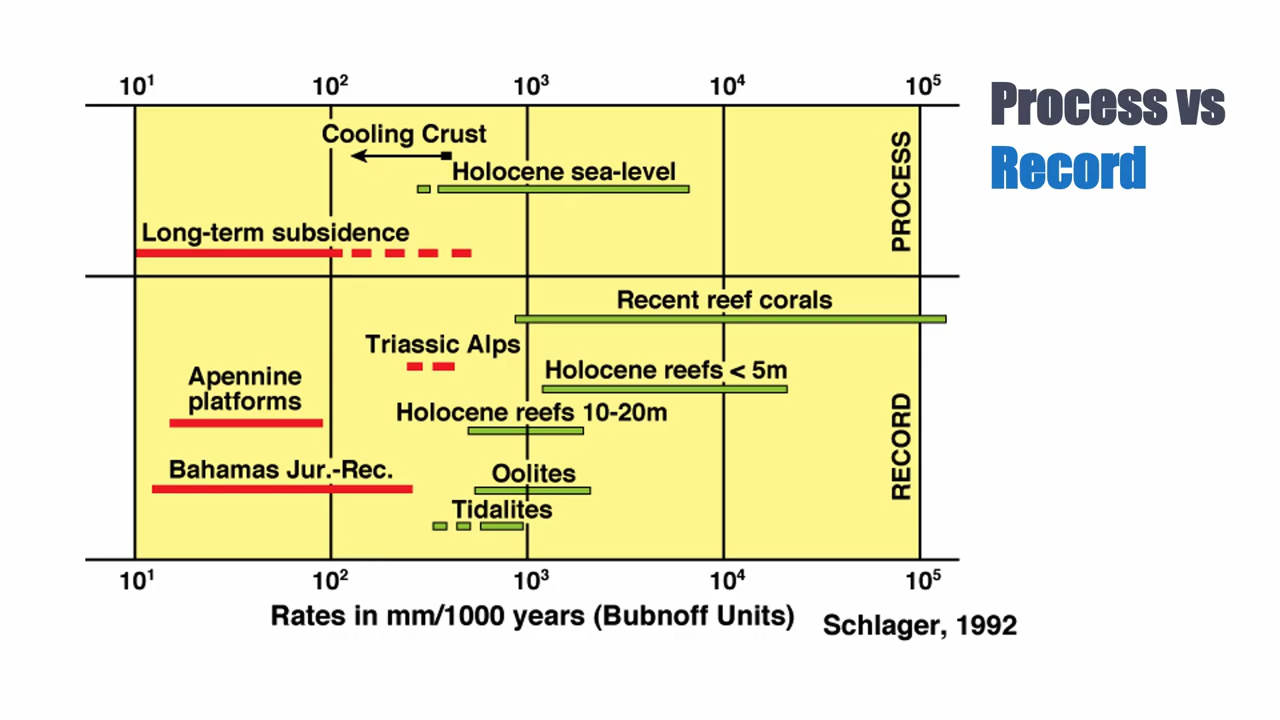 Process vs
Record
10¹ 10² 10³ 10⁴ 10⁵
Cooling Crust
Holocene sea-level
Long-term subsidence
PROCESS
Recent reef corals
Triassic Alps
Holocene reefs < 5m
Apennine
platforms
Holocene reefs 10-20m
Bahamas Jur.-Rec.
Oolites
Tidalites
RECORD
10¹ 10² 10³ 10⁴ 10⁵
Rates in mm/1000 years (Bubnoff Units)
Schlager, 1992